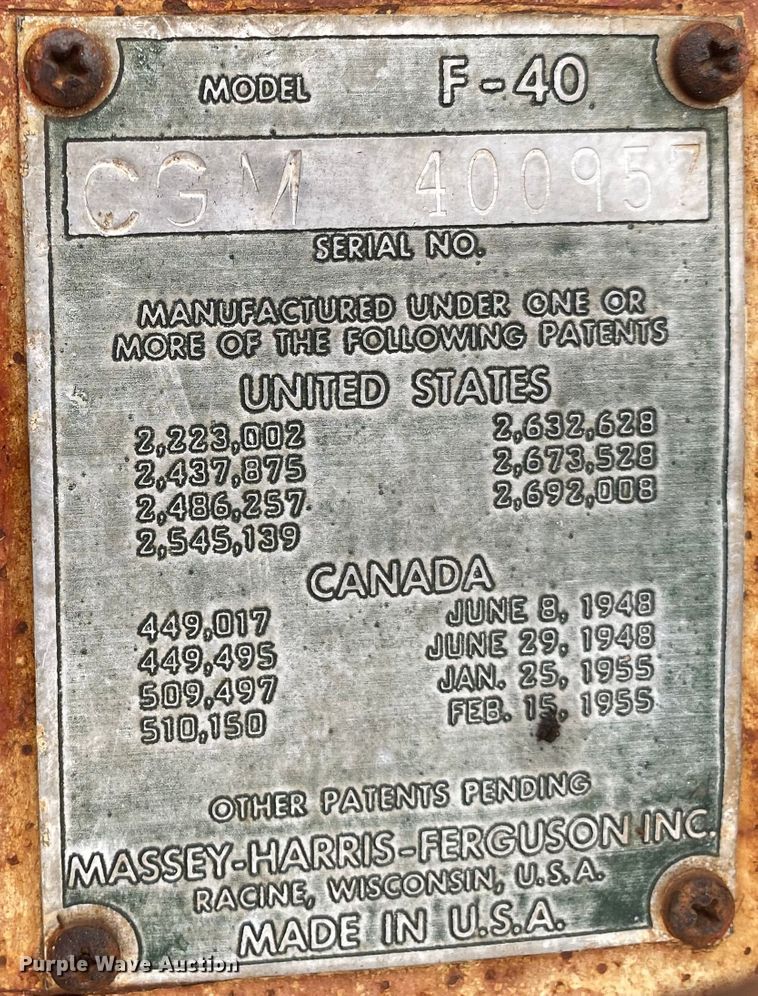 MODEL F-40
CGM 400957
SERIAL NO.
MANUFACTURED UNDER ONE OR
MORE OF THE FOLLOWING PATENTS
UNITED STATES
2,223,002 2,632,628
2,437,875 2,673,528
2,486,257 2,692,008
2,545,139
CANADA
449,017 JUNE 8, 1948
449,495 JUNE 29, 1948
509,497 JAN. 25, 1955
510,150 FEB. 15, 1955
OTHER PATENTS PENDING
MASSEY-HARRIS-FERGUSON INC.
RACINE, WISCONSIN, U.S.A.
MADE IN U.S.A.
Purple Wave Auction